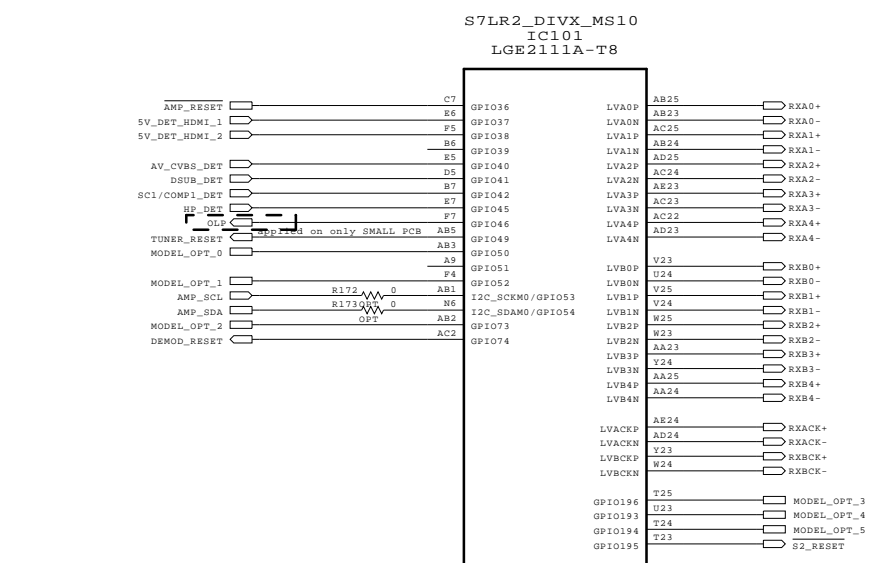 S7LR2_DIVX_MS10
IC101
LGE2111A-T8
AMP_RESET C7 GPIO36 LVA0P AB25 RXA0+
5V_DET_HDMI_1 E6 GPIO37 LVA0N AB23 RXA0-
5V_DET_HDMI_2 F5 GPIO38 LVA1P AC25 RXA1+
B6 GPIO39 LVA1N AB24 RXA1-
AV_CVBS_DET E5 GPIO40 LVA2P AD25 RXA2+
DSUB_DET D5 GPIO41 LVA2N AC24 RXA2-
SC1/COMP1_DET B7 GPIO42 LVA3P AE23 RXA3+
HP_DET E7 GPIO45 LVA3N AC23 RXA3-
OLP F7 GPIO46 LVA4P AC22 RXA4+
applied on only SMALL PCB
TUNER_RESET AB5 GPIO49 LVA4N AD23 RXA4-
MODEL_OPT_0 AB3 GPIO50
A9 GPIO51 LVB0P V23 RXB0+
MODEL_OPT_1 F4 GPIO52 LVB0N U24 RXB0-
AMP_SCL R172 0 OPT AB1 I2C_SCKM0/GPIO53 LVB1P V25 RXB1+
AMP_SDA R173 0 OPT N6 I2C_SDAM0/GPIO54 LVB1N V24 RXB1-
MODEL_OPT_2 AB2 GPIO73 LVB2P W25 RXB2+
DEMOD_RESET AC2 GPIO74 LVB2N W23 RXB2-
LVB3P AA23 RXB3+
LVB3N Y24 RXB3-
LVB4P AA25 RXB4+
LVB4N AA24 RXB4-
LVACKP AE24 RXACK+
LVACKN AD24 RXACK-
LVBCKP Y23 RXBCK+
LVBCKN W24 RXBCK-
GPIO196 T25 MODEL_OPT_3
GPIO193 U23 MODEL_OPT_4
GPIO194 T24 MODEL_OPT_5
GPIO195 T23 S2_RESET